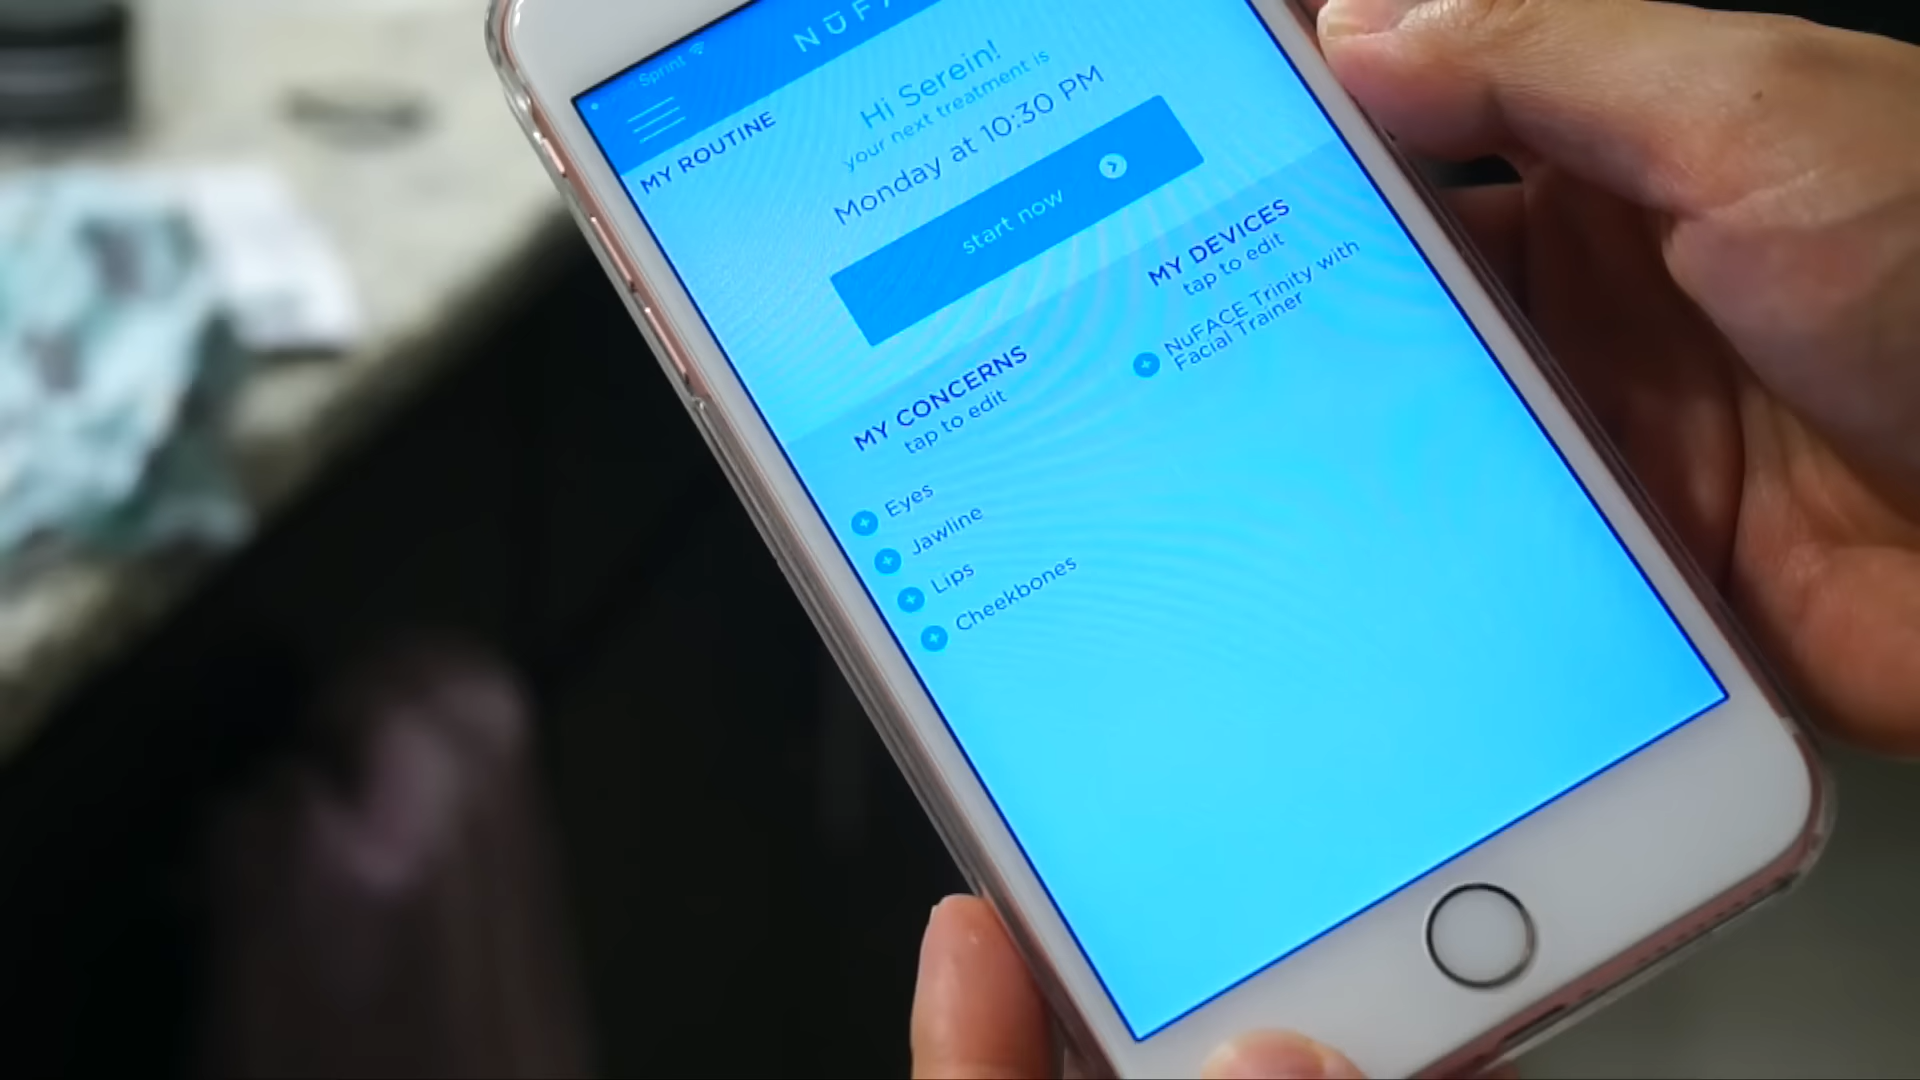 Sprint
NUFA
MY ROUTINE
Hi Serein!
your next treatment is
Monday at 10:30 PM
start now
MY CONCERNS
tap to edit
Eyes
Jawline
Lips
Cheekbones
MY DEVICES
tap to edit
NuFACE Trinity with
Facial Trainer